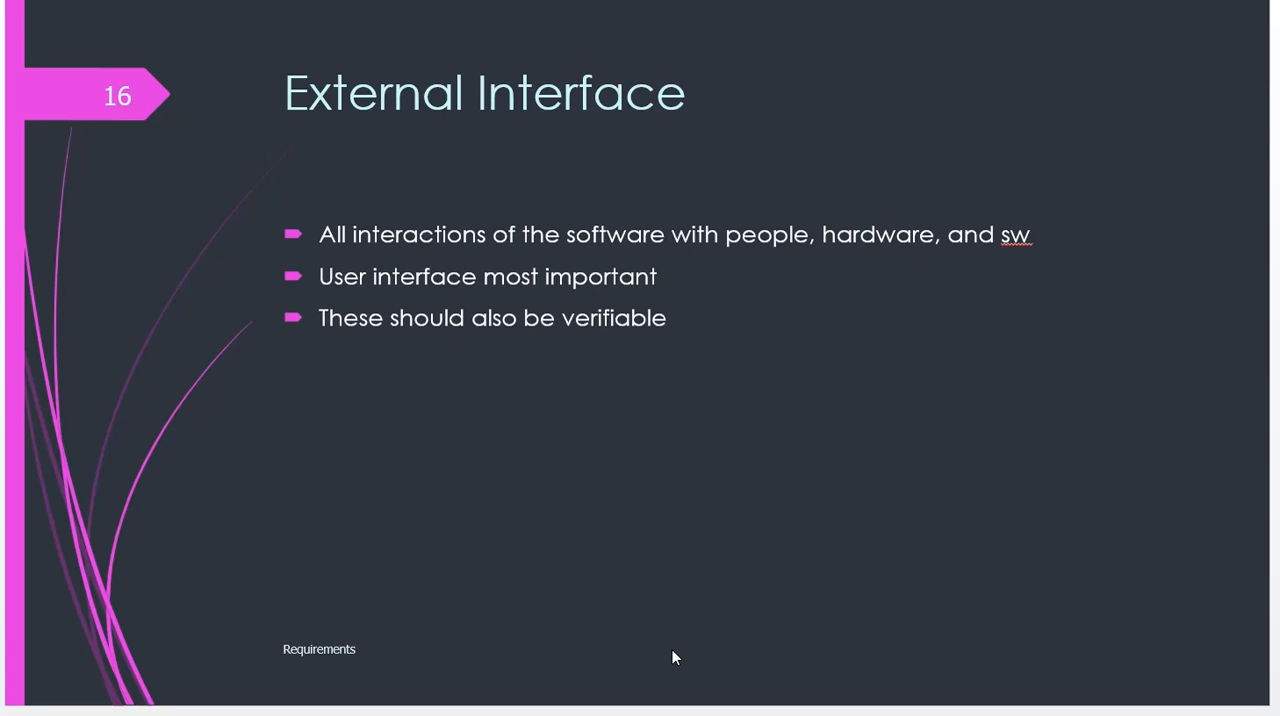 16
External Interface
All interactions of the software with people, hardware, and sw
User interface most important
These should also be verifiable
Requirements